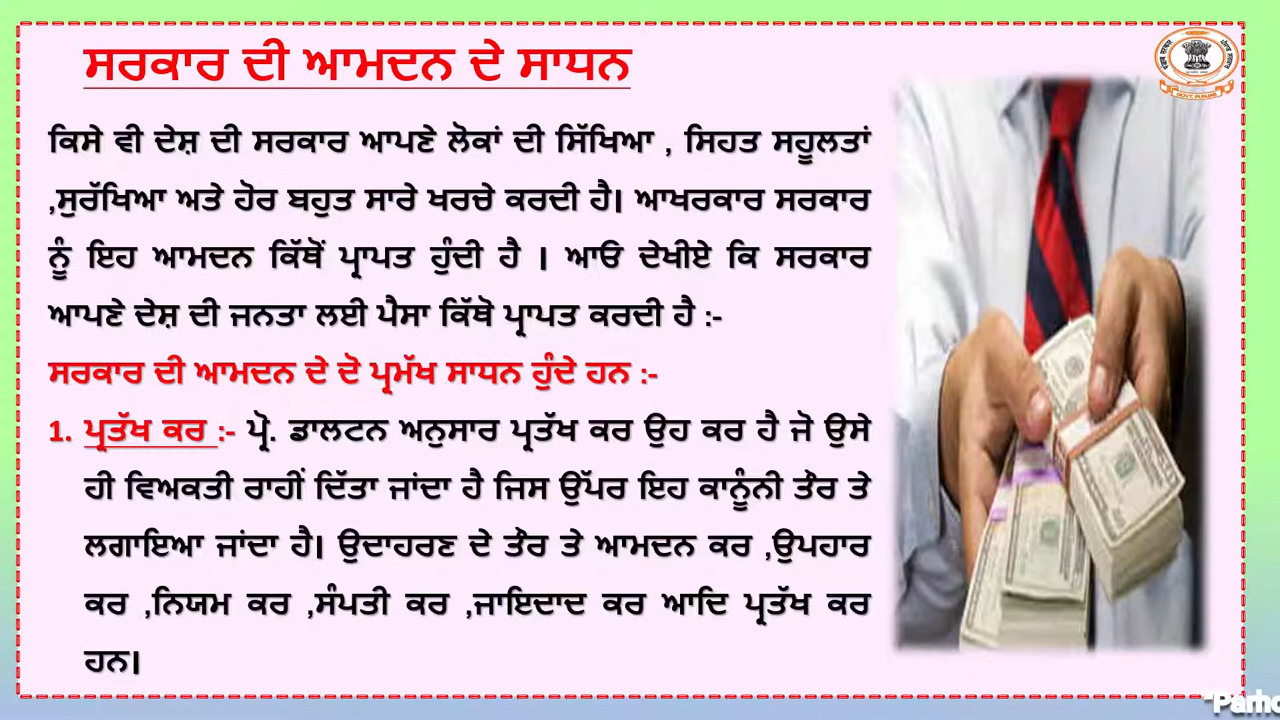 ਸਰਕਾਰ ਦੀ ਆਮਦਨ ਦੇ ਸਾਧਨ
ਕਿਸੇ ਵੀ ਦੇਸ਼ ਦੀ ਸਰਕਾਰ ਆਪਣੇ ਲੋਕਾਂ ਦੀ ਸਿੱਖਿਆ , ਸਿਹਤ ਸਹੂਲਤਾਂ
,ਸੁਰੱਖਿਆ ਅਤੇ ਹੋਰ ਬਹੁਤ ਸਾਰੇ ਖਰਚੇ ਕਰਦੀ ਹੈ। ਆਖਰਕਾਰ ਸਰਕਾਰ
ਨੂੰ ਇਹ ਆਮਦਨ ਕਿੱਥੋਂ ਪ੍ਰਾਪਤ ਹੁੰਦੀ ਹੈ । ਆਓ ਦੇਖੀਏ ਕਿ ਸਰਕਾਰ
ਆਪਣੇ ਦੇਸ਼ ਦੀ ਜਨਤਾ ਲਈ ਪੈਸਾ ਕਿੱਥੋ ਪ੍ਰਾਪਤ ਕਰਦੀ ਹੈ :-
ਸਰਕਾਰ ਦੀ ਆਮਦਨ ਦੇ ਦੋ ਪ੍ਰਮੱਖ ਸਾਧਨ ਹੁੰਦੇ ਹਨ :-
1. ਪ੍ਰਤੱਖ ਕਰ :- ਪ੍ਰੋ. ਡਾਲਟਨ ਅਨੁਸਾਰ ਪ੍ਰਤੱਖ ਕਰ ਉਹ ਕਰ ਹੈ ਜੋ ਉਸੇ
ਹੀ ਵਿਅਕਤੀ ਰਾਹੀਂ ਦਿੱਤਾ ਜਾਂਦਾ ਹੈ ਜਿਸ ਉੱਪਰ ਇਹ ਕਾਨੂੰਨੀ ਤੌਰ ਤੇ
ਲਗਾਇਆ ਜਾਂਦਾ ਹੈ। ਉਦਾਹਰਣ ਦੇ ਤੌਰ ਤੇ ਆਮਦਨ ਕਰ ,ਉਪਹਾਰ
ਕਰ ,ਨਿਯਮ ਕਰ ,ਸੰਪਤੀ ਕਰ ,ਜਾਇਦਾਦ ਕਰ ਆਦਿ ਪ੍ਰਤੱਖ ਕਰ
ਹਨ।
GOVT. PUNJAB